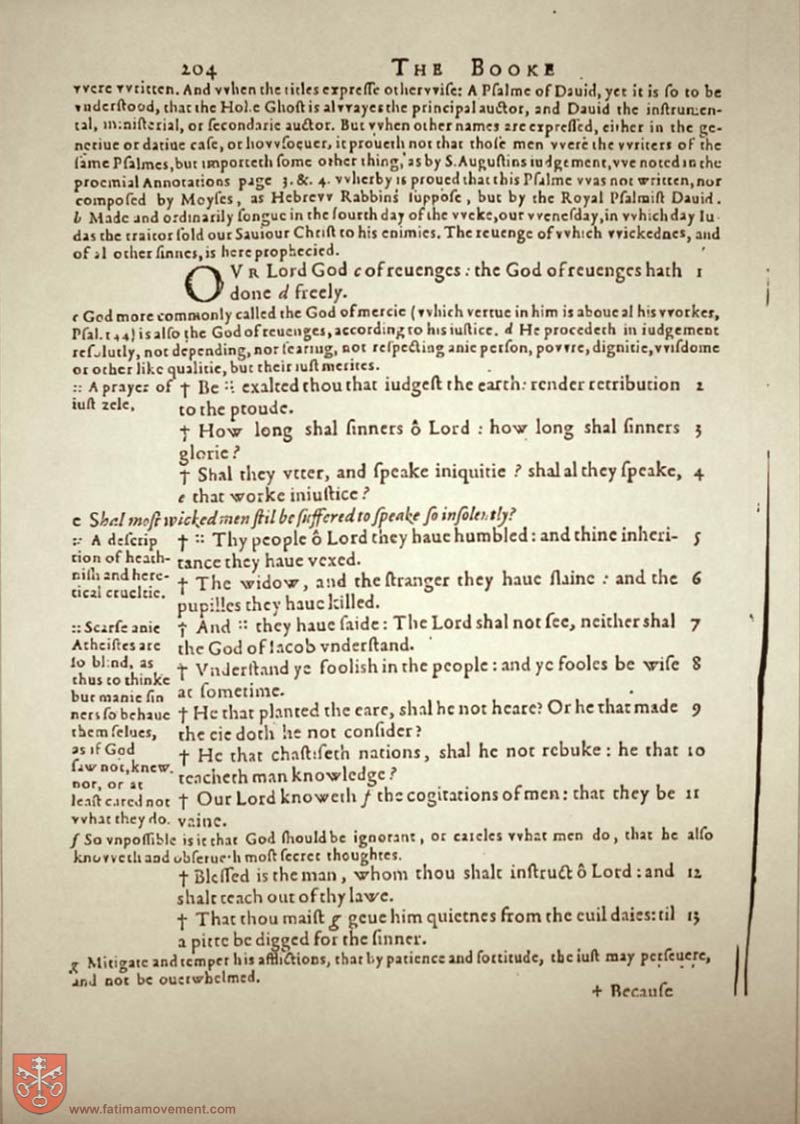 204 THE BOOKE
vvere vvritten. And vvhen the titles expresse othervvise: A Psalme of Dauid, yet it is so to be
vnderstood, that the Holie Ghost is alvvayes the principal auctor, and Dauid the instrumen-
tal, ministerial, or secondarie auctor. But vvhen other names are expressed, either in the ge-
netiue or datiue case, or hovvsoeuer, it proueth not that those men vvere the vvriters of the
same Psalmes, but importeth some other thing, as by S. Augustins iudgement, vve noted in the
proemial Annotations page 3. &. 4. vvherby is proued that this Psalme vvas not written, nor
composed by Moyses, as Hebrevv Rabbins suppose, but by the Royal Psalmist Dauid.
b Made and ordinarily songue in the fourth day of the vveke, our vvenesday, in vvhich day Iu-
das the traitor sold our Sauiour Christ to his enimies. The reuenge of vvhich vvickednes, and
of al other sinnes, is here prophecied.
OVR Lord God c of reuenges: the God of reuenges hath 1
done d freely.
c God more commonly called the God of mercie (vvhich vertue in him is aboue al his vvorkes,
Psal. 144) is also the God of reuenges, according to his iustice. d He procedeth in iudgement
resolutly, not depending, nor fearing, not respecting anie person, povvre, dignitie, vvisdome
or other like qualitie, but their iust merites.
:: A prayer of
iust zele,
† Be :: exalted thou that iudgest the earth: render retribution 2
to the proude.
† How long shal sinners ô Lord: how long shal sinners 3
glorie?
† Shal they vtter, and speake iniquitie? shal al they speake, 4
e that worke iniustice?
e Shal most wicked men stil be suffered to speake so insolently?
:: A descrip
tion of heath-
nish and here-
tical crueltie.
† :: Thy people ô Lord they haue humbled: and thine inheri- 5
tance they haue vexed.
† The widow, and the stranger they haue slaine: and the 6
pupilles they haue killed.
:: Scarse anie
Atheistes are
so blind, as
thus to thinke
but manie sin
ners so behaue
them selues,
as if God
saw not, knew
nor, or at
least cared not
vvhat they do.
† And :: they haue saide: The Lord shal not see, neither shal 7
the God of Iacob vnderstand.
† Vnderstand ye foolish in the people: and ye fooles be wise 8
at sometime.
† He that planted the eare, shal he not heare? Or he that made 9
the eie doth he not consider?
† He that chastiseth nations, shal he not rebuke: he that 10
teacheth man knowledge?
† Our Lord knoweth f the cogitations of men: that they be 11
vaine.
f So vnpossible is it that God should be ignorant, or careles vvhat men do, that he also
knovveth and obserueth most secret thoughtes.
† Blessed is the man, whom thou shalt instruct ô Lord: and 12
shalt teach out of thy lawe.
† That thou maist g geue him quietnes from the euil daies: til 13
a pitte be digged for the sinner.
g Mitigate and temper his afflictions, that by patience and fortitude, the iust may perseuere,
and not be ouerwhelmed.
† Because
www.fatimamovement.com